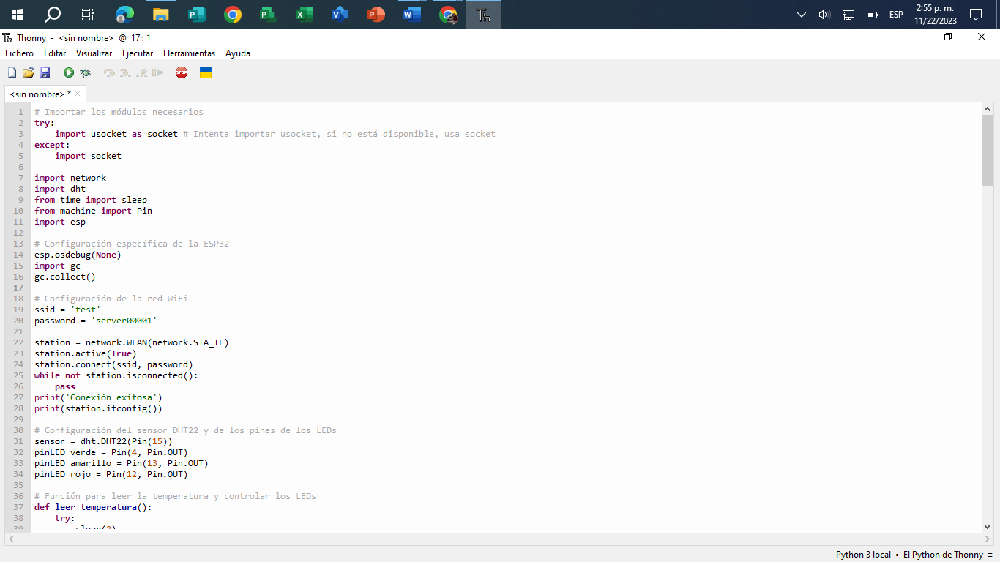 ESP
2:55 p. m.
11/22/2023
Thonny - <sin nombre> @ 17 : 1
Fichero Editar Visualizar Ejecutar Herramientas Ayuda
STOP
<sin nombre> *
1 # Importar los módulos necesarios
2 try:
3     import usocket as socket # Intenta importar usocket, si no está disponible, usa socket
4 except:
5     import socket
6
7 import network
8 import dht
9 from time import sleep
10 from machine import Pin
11 import esp
12
13 # Configuración específica de la ESP32
14 esp.osdebug(None)
15 import gc
16 gc.collect()
17
18 # Configuración de la red WiFi
19 ssid = 'test'
20 password = 'server00001'
21
22 station = network.WLAN(network.STA_IF)
23 station.active(True)
24 station.connect(ssid, password)
25 while not station.isconnected():
26     pass
27 print('Conexión exitosa')
28 print(station.ifconfig())
29
30 # Configuración del sensor DHT22 y de los pines de los LEDs
31 sensor = dht.DHT22(Pin(15))
32 pinLED_verde = Pin(4, Pin.OUT)
33 pinLED_amarillo = Pin(13, Pin.OUT)
34 pinLED_rojo = Pin(12, Pin.OUT)
35
36 # Función para leer la temperatura y controlar los LEDs
37 def leer_temperatura():
38     try:
39         sleep(2)
Python 3 local • El Python de Thonny ≡